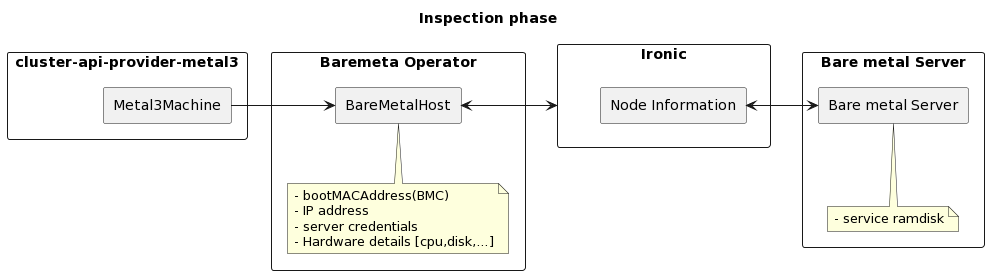 Inspection phase
cluster-api-provider-metal3
Metal3Machine
Baremeta Operator
BareMetalHost
- bootMACAddress(BMC)
- IP address
- server credentials
- Hardware details [cpu,disk,...]
Ironic
Node Information
Bare metal Server
Bare metal Server
- service ramdisk